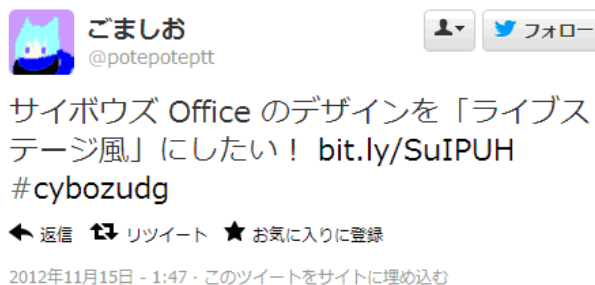 ごましお
@potepoteptt
フォロー
サイボウズ Office のデザインを「ライブス
テージ風」にしたい！ bit.ly/SuIPUH
#cybozudg
返信 リツイート お気に入りに登録
2012年11月15日 - 1:47 · このツイートをサイトに埋め込む